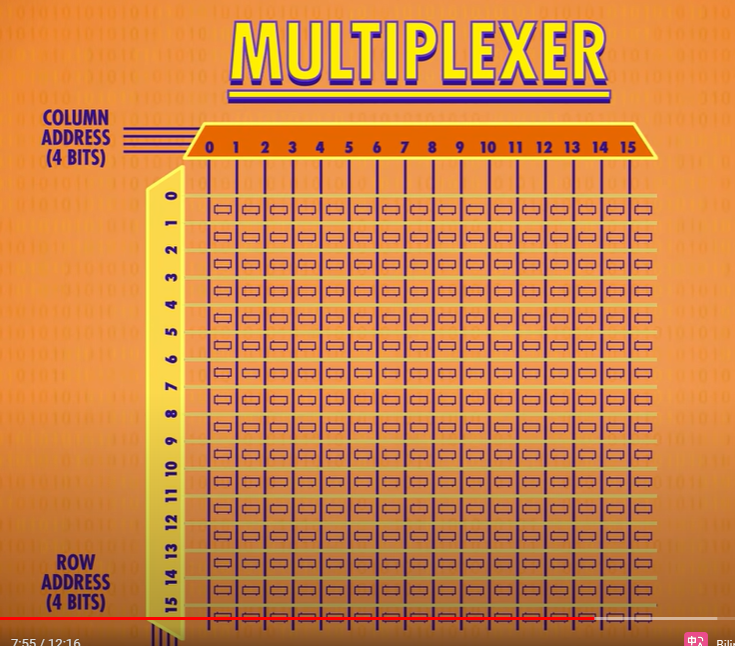 MULTIPLEXER
COLUMN
ADDRESS
(4 BITS)
0 1 2 3 4 5 6 7 8 9 10 11 12 13 14 15
0
1
2
3
4
5
6
7
8
9
10
11
12
13
14
15
ROW
ADDRESS
(4 BITS)
7:55 / 12:16
中 Bili